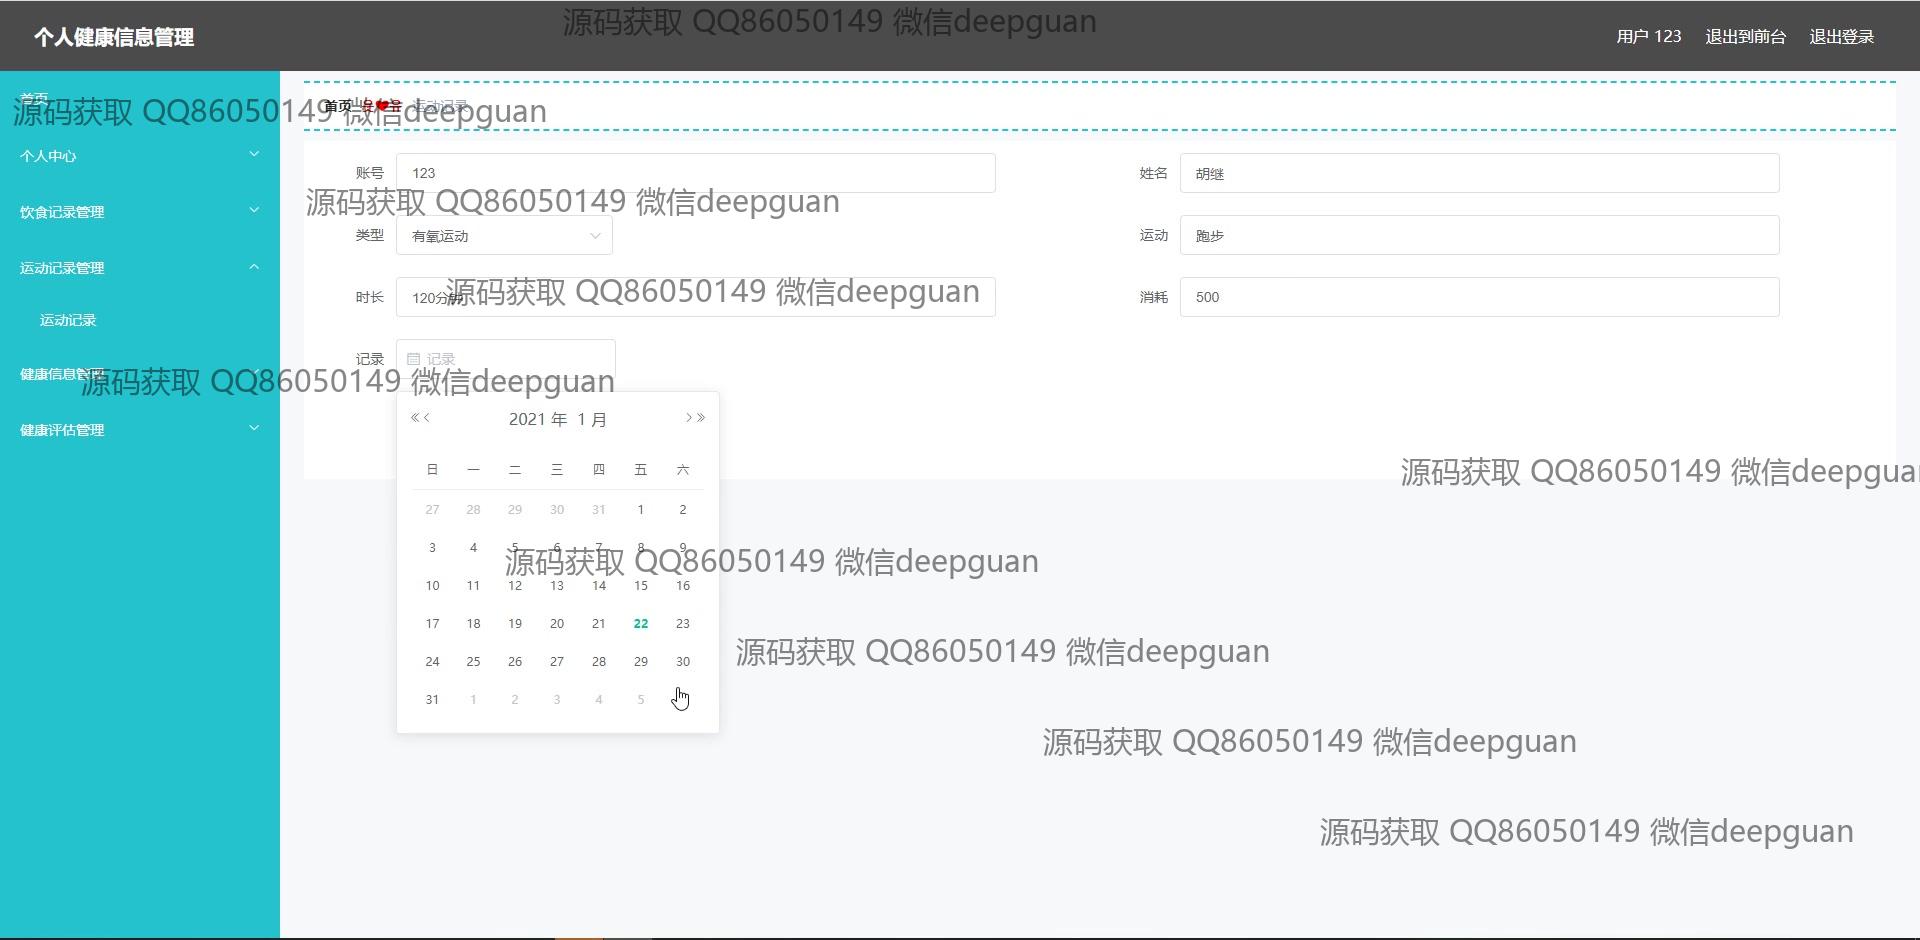 源码获取 QQ86050149 微信deepguan
个人健康信息管理
用户 123 退出到前台 退出登录
首页
源码获取 QQ86050149 微信deepguan
首页 运动记录
个人中心
账号 123 姓名 胡继
源码获取 QQ86050149 微信deepguan
饮食记录管理
类型 有氧运动 运动 跑步
运动记录管理
源码获取 QQ86050149 微信deepguan
时长 120分钟 消耗 500
运动记录
记录 记录
健康信息管理
源码获取 QQ86050149 微信deepguan
健康评估管理
2021 年 1 月
日 一 二 三 四 五 六
源码获取 QQ86050149 微信deepgua
27 28 29 30 31 1 2
3 4 5 6 7 8 9
源码获取 QQ86050149 微信deepguan
10 11 12 13 14 15 16
17 18 19 20 21 22 23
源码获取 QQ86050149 微信deepguan
24 25 26 27 28 29 30
31 1 2 3 4 5
源码获取 QQ86050149 微信deepguan
源码获取 QQ86050149 微信deepguan